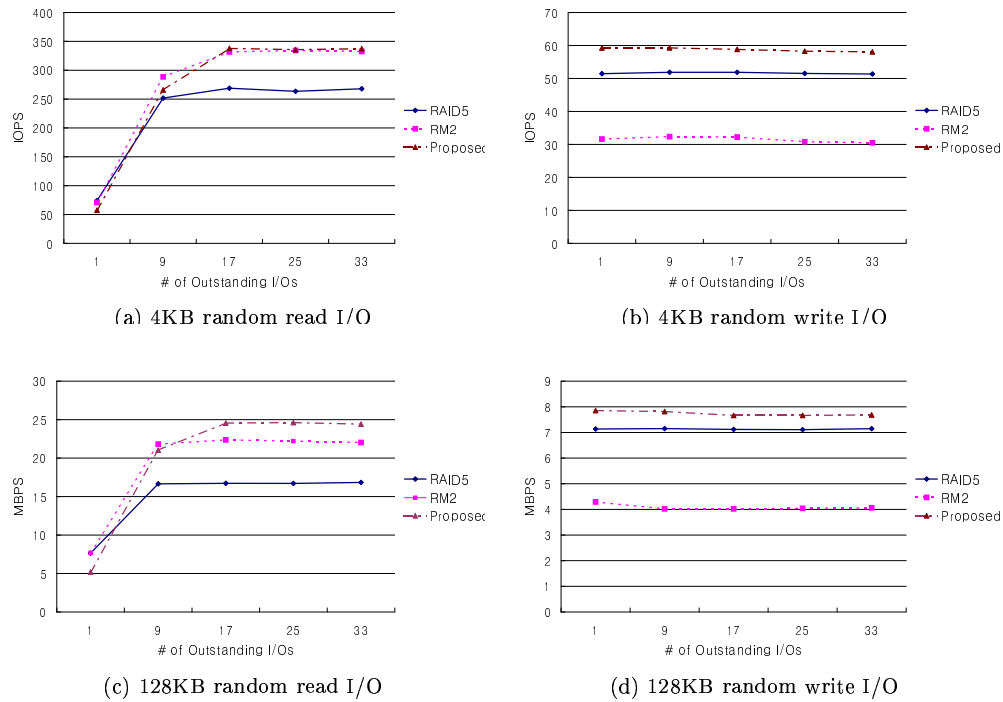 400
350
300
250
200
150
100
50
0
IOPS
1 9 17 25 33
# of Outstanding I/Os
RAID5
RM2
Proposed
(a) 4KB random read I/O
70
60
50
40
30
20
10
0
IOPS
1 9 17 25 33
# of Outstanding I/Os
RAID5
RM2
Proposed
(b) 4KB random write I/O
30
25
20
15
10
5
0
MBPS
1 9 17 25 33
# of Outstanding I/Os
RAID5
RM2
Proposed
(c) 128KB random read I/O
9
8
7
6
5
4
3
2
1
0
MBPS
1 9 17 25 33
# of Outstanding I/Os
RAID5
RM2
Proposed
(d) 128KB random write I/O